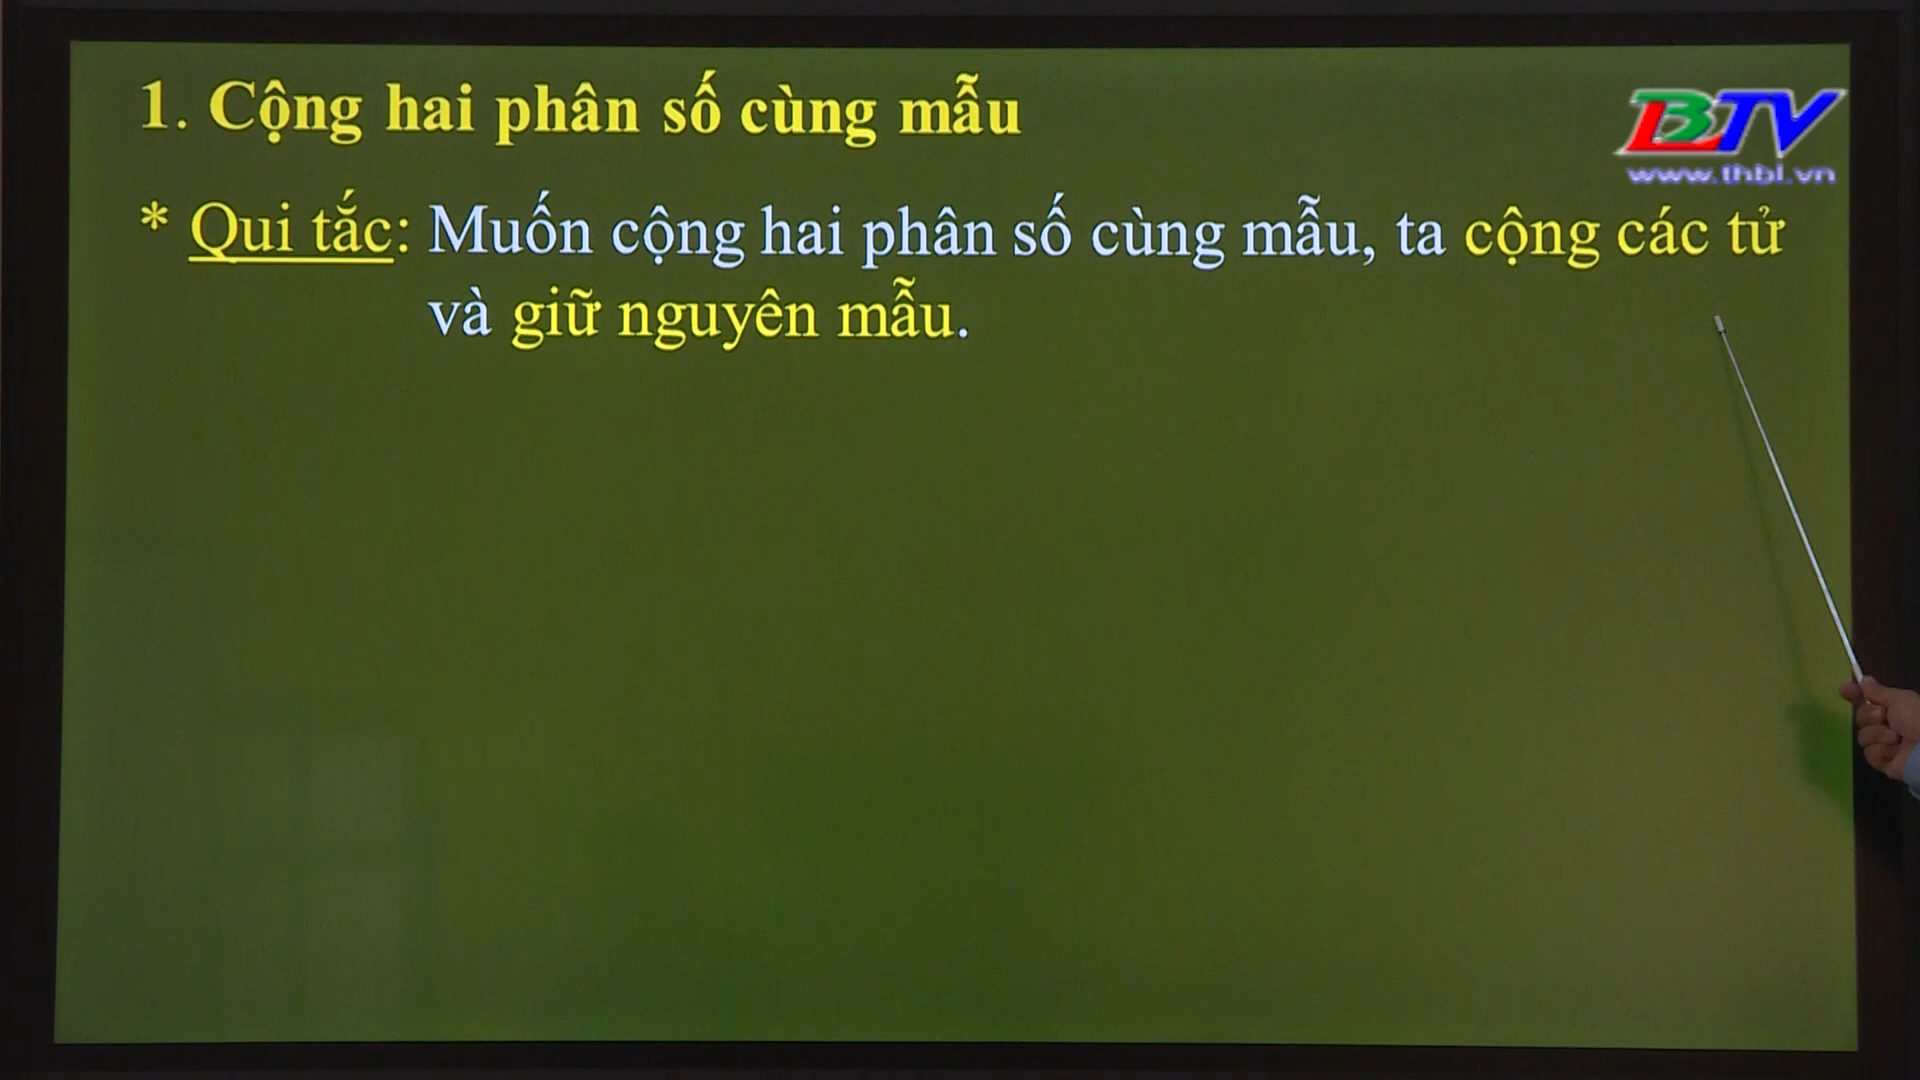 1. Cộng hai phân số cùng mẫu
BTV
www.thbl.vn
* Qui tắc: Muốn cộng hai phân số cùng mẫu, ta cộng các tử
và giữ nguyên mẫu.